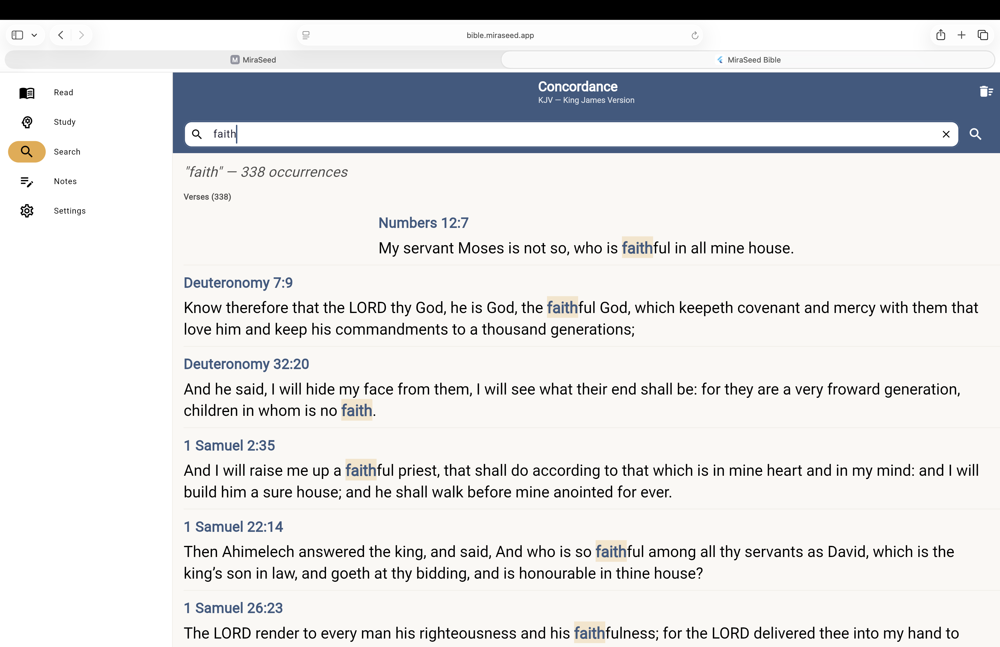 bible.miraseed.app
M MiraSeed
MiraSeed Bible
Read
Study
Search
Notes
Settings
Concordance
KJV — King James Version
faith
"faith" — 338 occurrences
Verses (338)
Numbers 12:7
My servant Moses is not so, who is faithful in all mine house.
Deuteronomy 7:9
Know therefore that the LORD thy God, he is God, the faithful God, which keepeth covenant and mercy with them that
love him and keep his commandments to a thousand generations;
Deuteronomy 32:20
And he said, I will hide my face from them, I will see what their end shall be: for they are a very froward generation,
children in whom is no faith.
1 Samuel 2:35
And I will raise me up a faithful priest, that shall do according to that which is in mine heart and in my mind: and I will
build him a sure house; and he shall walk before mine anointed for ever.
1 Samuel 22:14
Then Ahimelech answered the king, and said, And who is so faithful among all thy servants as David, which is the
king’s son in law, and goeth at thy bidding, and is honourable in thine house?
1 Samuel 26:23
The LORD render to every man his righteousness and his faithfulness; for the LORD delivered thee into my hand to